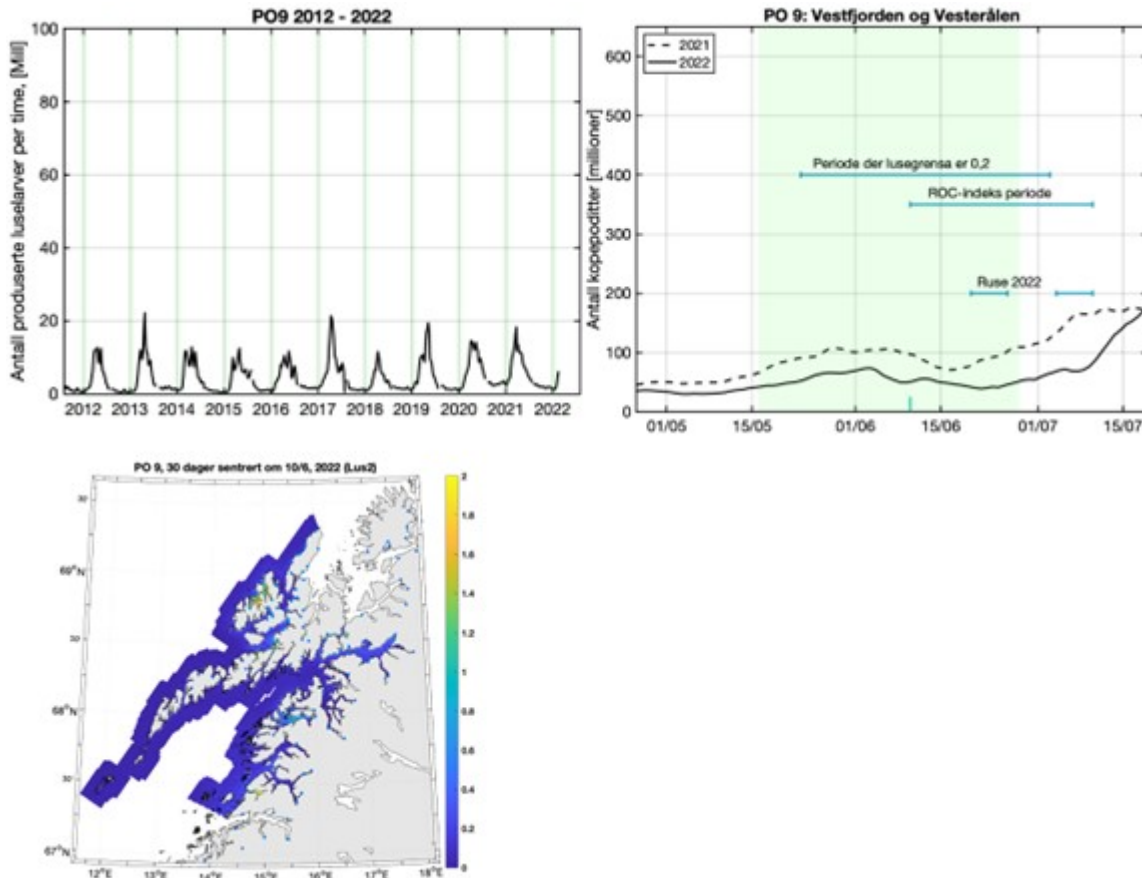 PO9 2012 - 2022
Antall produserte luselarver per time, [Mill]
100
80
60
40
20
0
2012 2013 2014 2015 2016 2017 2018 2019 2020 2021 2022
PO 9: Vestfjorden og Vesterålen
2021
2022
Antall kopepoditter [millioner]
600
500
400
300
200
100
0
Periode der lusegrensa er 0,2
ROC-indeks periode
Ruse 2022
01/05 15/05 01/06 15/06 01/07 15/07
PO 9, 30 dager sentrert om 10/6, 2022 (Lus2)
30'
69°N
30'
68°N
30'
67°N
12°E 13°E 14°E 15°E 16°E 17°E 18°E
2
1.8
1.6
1.4
1.2
1
0.8
0.6
0.4
0.2
0